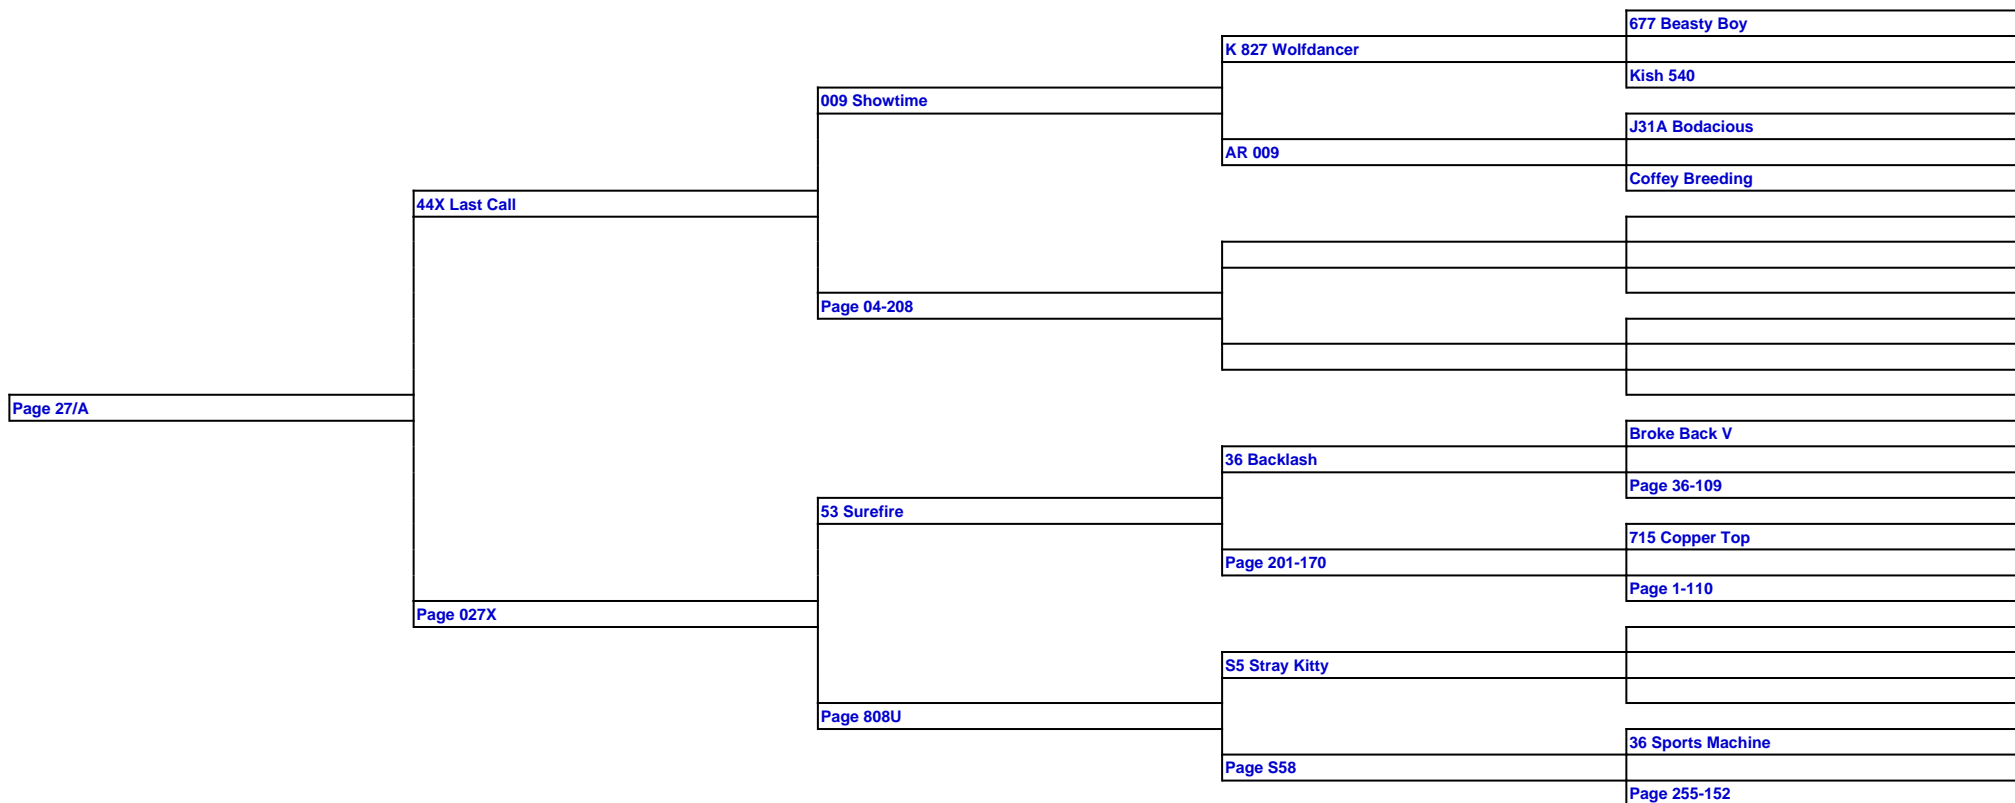 677 Beasty Boy
K 827 Wolfdancer
Kish 540
009 Showtime
J31A Bodacious
AR 009
Coffey Breeding
44X Last Call
Page 04-208
Page 27/A
Broke Back V
36 Backlash
Page 36-109
53 Surefire
715 Copper Top
Page 201-170
Page 1-110
Page 027X
S5 Stray Kitty
Page 808U
36 Sports Machine
Page S58
Page 255-152